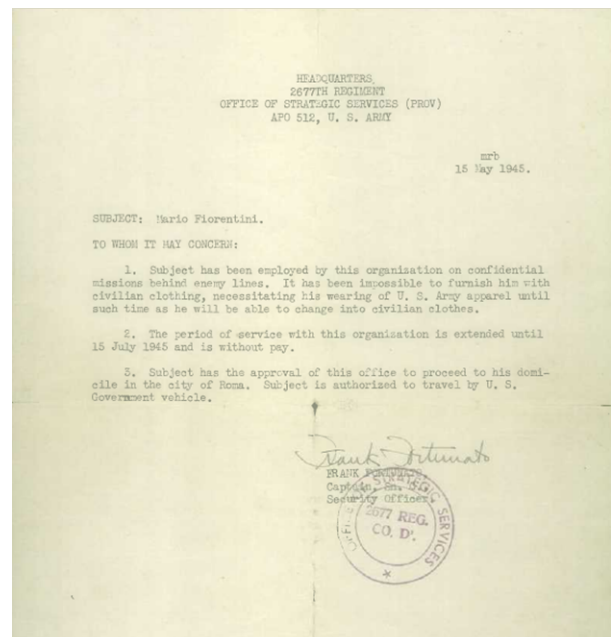 HEADQUARTERS
2677TH REGIMENT
OFFICE OF STRATEGIC SERVICES (PROV)
APO 512, U. S. ARMY
mrb
15 May 1945.
SUBJECT: Mario Fiorentini.
TO WHOM IT MAY CONCERN:
1. Subject has been employed by this organization on confidential
missions behind enemy lines. It has been impossible to furnish him with
civilian clothing, necessitating his wearing of U. S. Army apparel until
such time as he will be able to change into civilian clothes.
2. The period of service with this organization is extended until
15 July 1945 and is without pay.
3. Subject has the approval of this office to proceed to his domi-
cile in the city of Roma. Subject is authorized to travel by U. S.
Government vehicle.
Frank Fortunato
FRANK FORTUNATO
Captain,
Security Officer
OFFICE OF STRATEGIC SERVICES
2677 REG.
CO. D'.